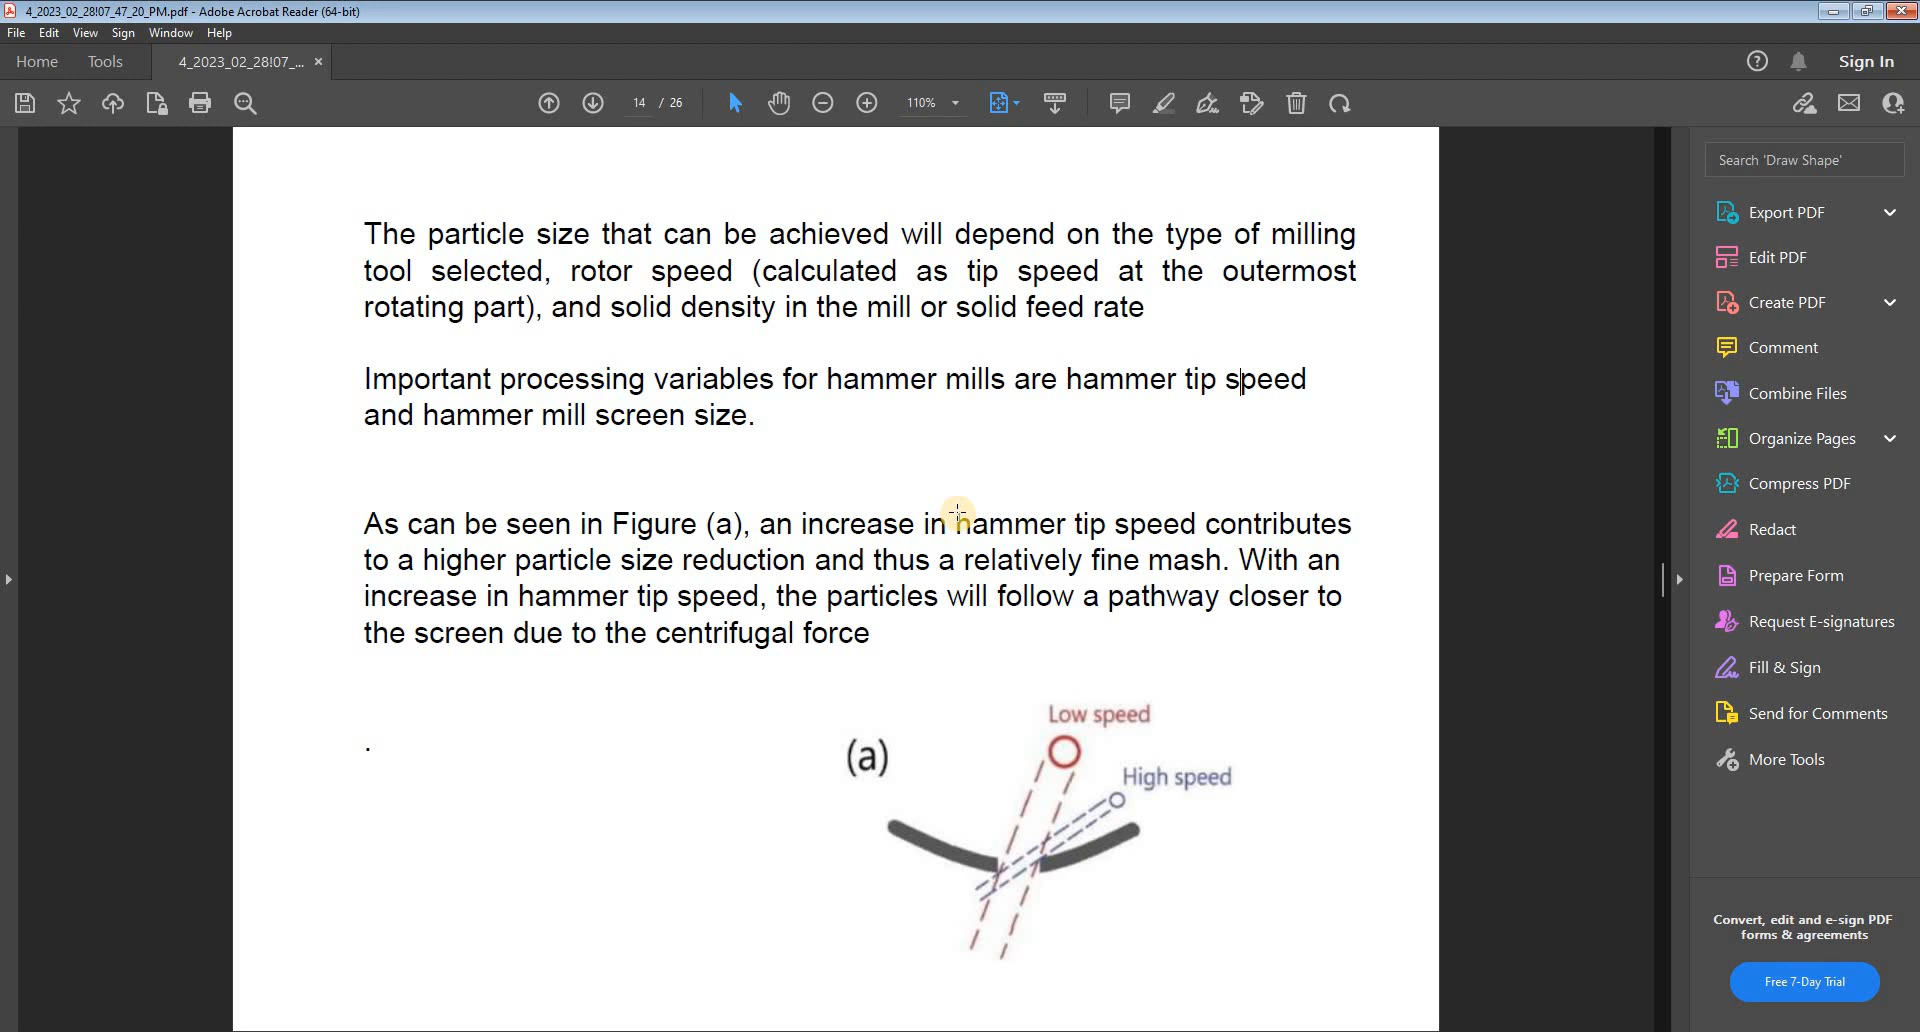 4_2023_02_28!07_47_20_PM.pdf - Adobe Acrobat Reader (64-bit)
File Edit View Sign Window Help
Home Tools 4_2023_02_28!07_... × Sign In
14 / 26 110%
Search 'Draw Shape'
The particle size that can be achieved will depend on the type of milling
tool selected, rotor speed (calculated as tip speed at the outermost
rotating part), and solid density in the mill or solid feed rate
Important processing variables for hammer mills are hammer tip speed
and hammer mill screen size.
As can be seen in Figure (a), an increase in hammer tip speed contributes
to a higher particle size reduction and thus a relatively fine mash. With an
increase in hammer tip speed, the particles will follow a pathway closer to
the screen due to the centrifugal force
.
(a)
Low speed
High speed
Export PDF
Edit PDF
Create PDF
Comment
Combine Files
Organize Pages
Compress PDF
Redact
Prepare Form
Request E-signatures
Fill & Sign
Send for Comments
More Tools
Convert, edit and e-sign PDF
forms & agreements
Free 7-Day Trial